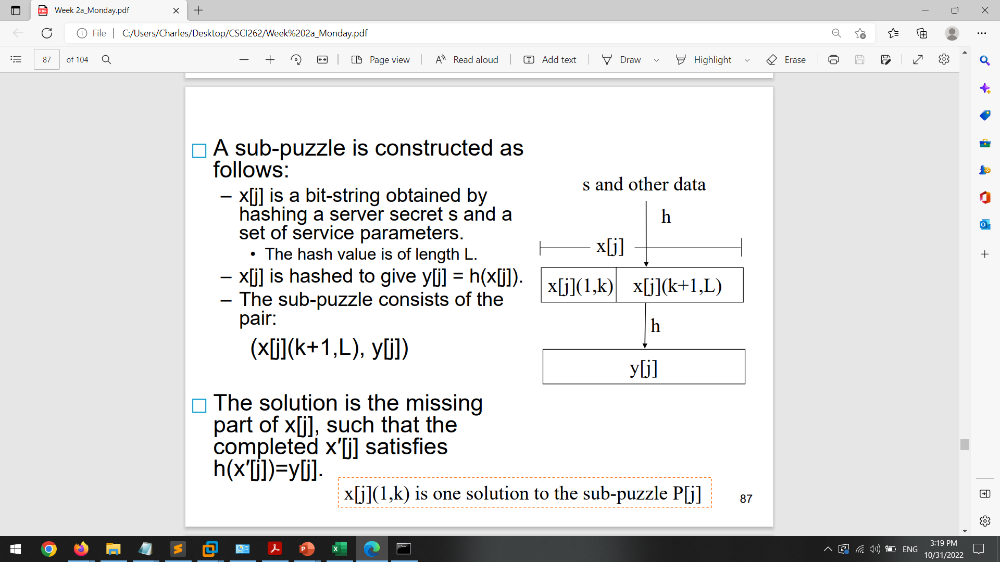 Week 2a_Monday.pdf
File
C:/Users/Charles/Desktop/CSCI262/Week%202a_Monday.pdf
87
of 104
Page view
Read aloud
Add text
Draw
Highlight
Erase
□ A sub-puzzle is constructed as
follows:
– x[j] is a bit-string obtained by
hashing a server secret s and a
set of service parameters.
• The hash value is of length L.
– x[j] is hashed to give y[j] = h(x[j]).
– The sub-puzzle consists of the
pair:
(x[j](k+1,L), y[j])
□ The solution is the missing
part of x[j], such that the
completed x′[j] satisfies
h(x′[j])=y[j].
s and other data
h
x[j]
x[j](1,k)
x[j](k+1,L)
h
y[j]
x[j](1,k) is one solution to the sub-puzzle P[j]
87
ENG
3:19 PM
10/31/2022